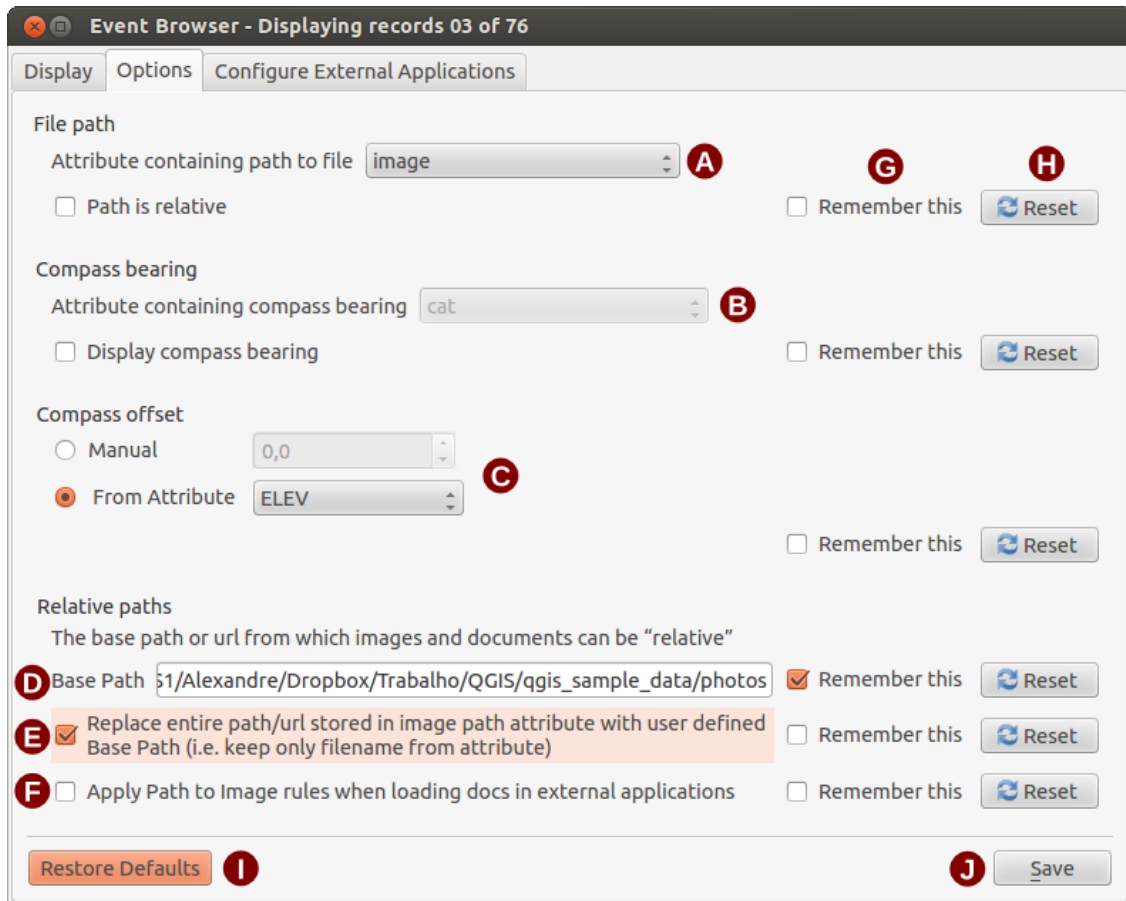 Event Browser - Displaying records 03 of 76
Display Options Configure External Applications
File path
Attribute containing path to file image A G H
Path is relative Remember this Reset
Compass bearing
Attribute containing compass bearing cat B
Display compass bearing Remember this Reset
Compass offset
Manual 0,0
C
From Attribute ELEV
Remember this Reset
Relative paths
The base path or url from which images and documents can be “relative”
D Base Path S1/Alexandre/Dropbox/Trabalho/QGIS/qgis_sample_data/photos Remember this Reset
E Replace entire path/url stored in image path attribute with user defined
Base Path (i.e. keep only filename from attribute) Remember this Reset
F Apply Path to Image rules when loading docs in external applications Remember this Reset
Restore Defaults I J Save